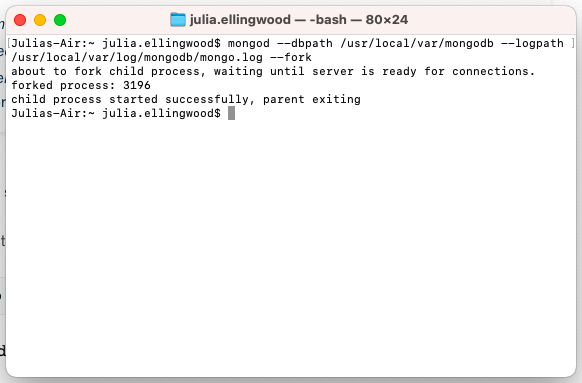 julia.ellingwood — -bash — 80×24
[Julias-Air:~ julia.ellingwood$ mongod --dbpath /usr/local/var/mongodb --logpath ]
/usr/local/var/log/mongodb/mongo.log --fork
about to fork child process, waiting until server is ready for connections.
forked process: 3196
child process started successfully, parent exiting
Julias-Air:~ julia.ellingwood$